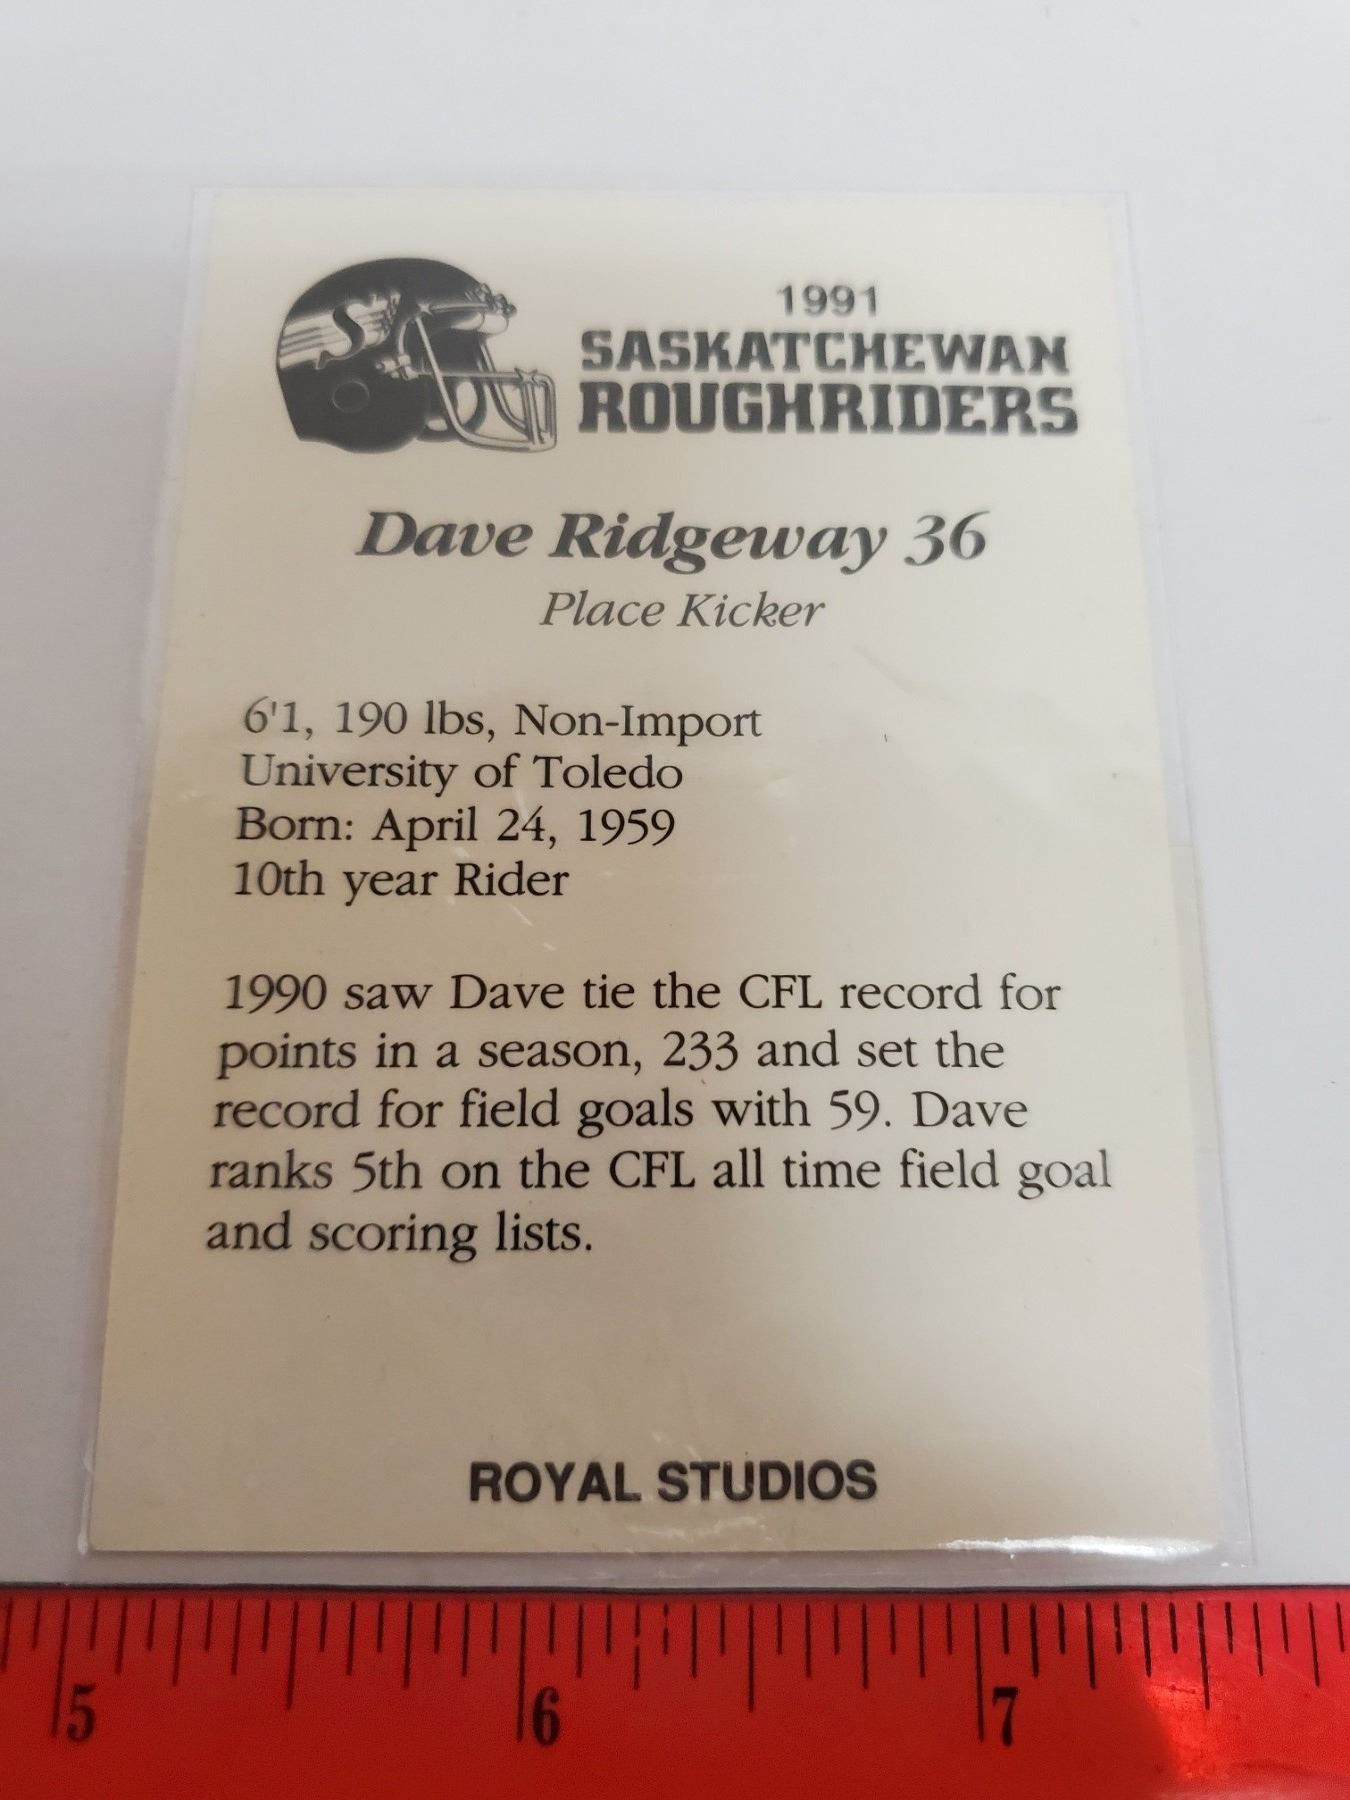 S
1991
SASKATCHEWAN
ROUGHRIDERS
Dave Ridgeway 36
Place Kicker
6'1, 190 lbs, Non-Import
University of Toledo
Born: April 24, 1959
10th year Rider
1990 saw Dave tie the CFL record for
points in a season, 233 and set the
record for field goals with 59. Dave
ranks 5th on the CFL all time field goal
and scoring lists.
ROYAL STUDIOS
5 6 7